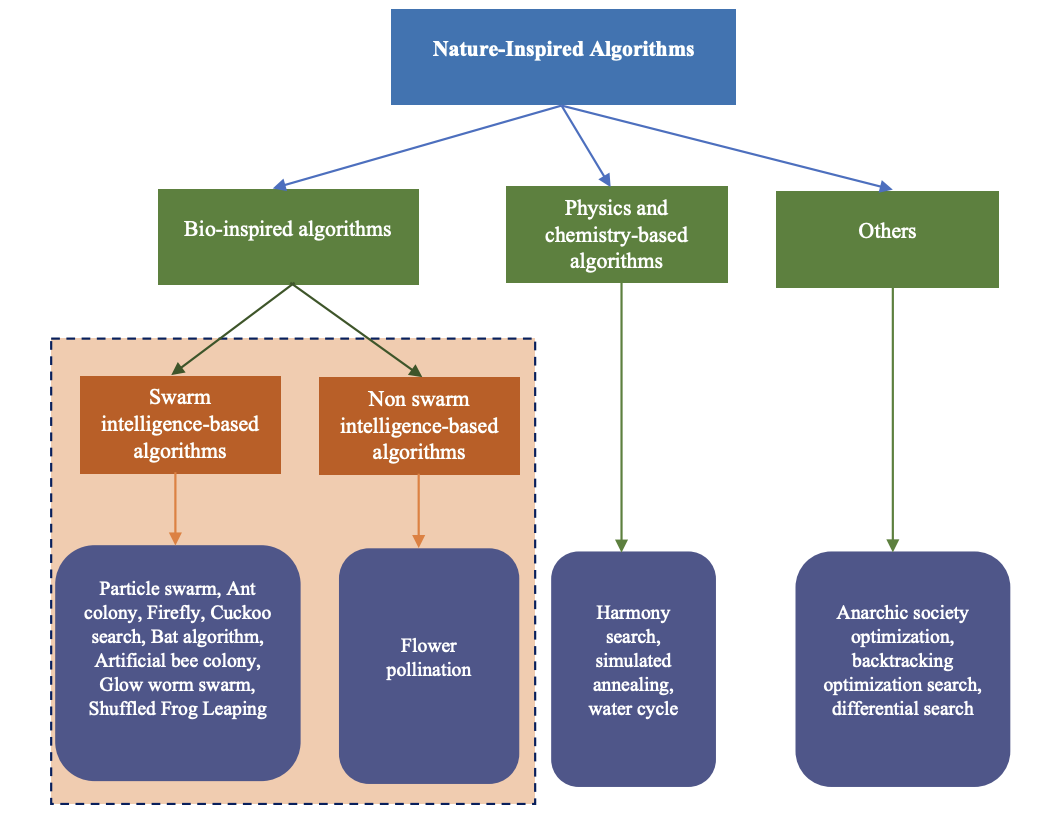 Nature-Inspired Algorithms
Bio-inspired algorithms
Physics and
chemistry-based
algorithms
Others
Swarm
intelligence-based
algorithms
Non swarm
intelligence-based
algorithms
Particle swarm, Ant
colony, Firefly, Cuckoo
search, Bat algorithm,
Artificial bee colony,
Glow worm swarm,
Shuffled Frog Leaping
Flower
pollination
Harmony
search,
simulated
annealing,
water cycle
Anarchic society
optimization,
backtracking
optimization search,
differential search